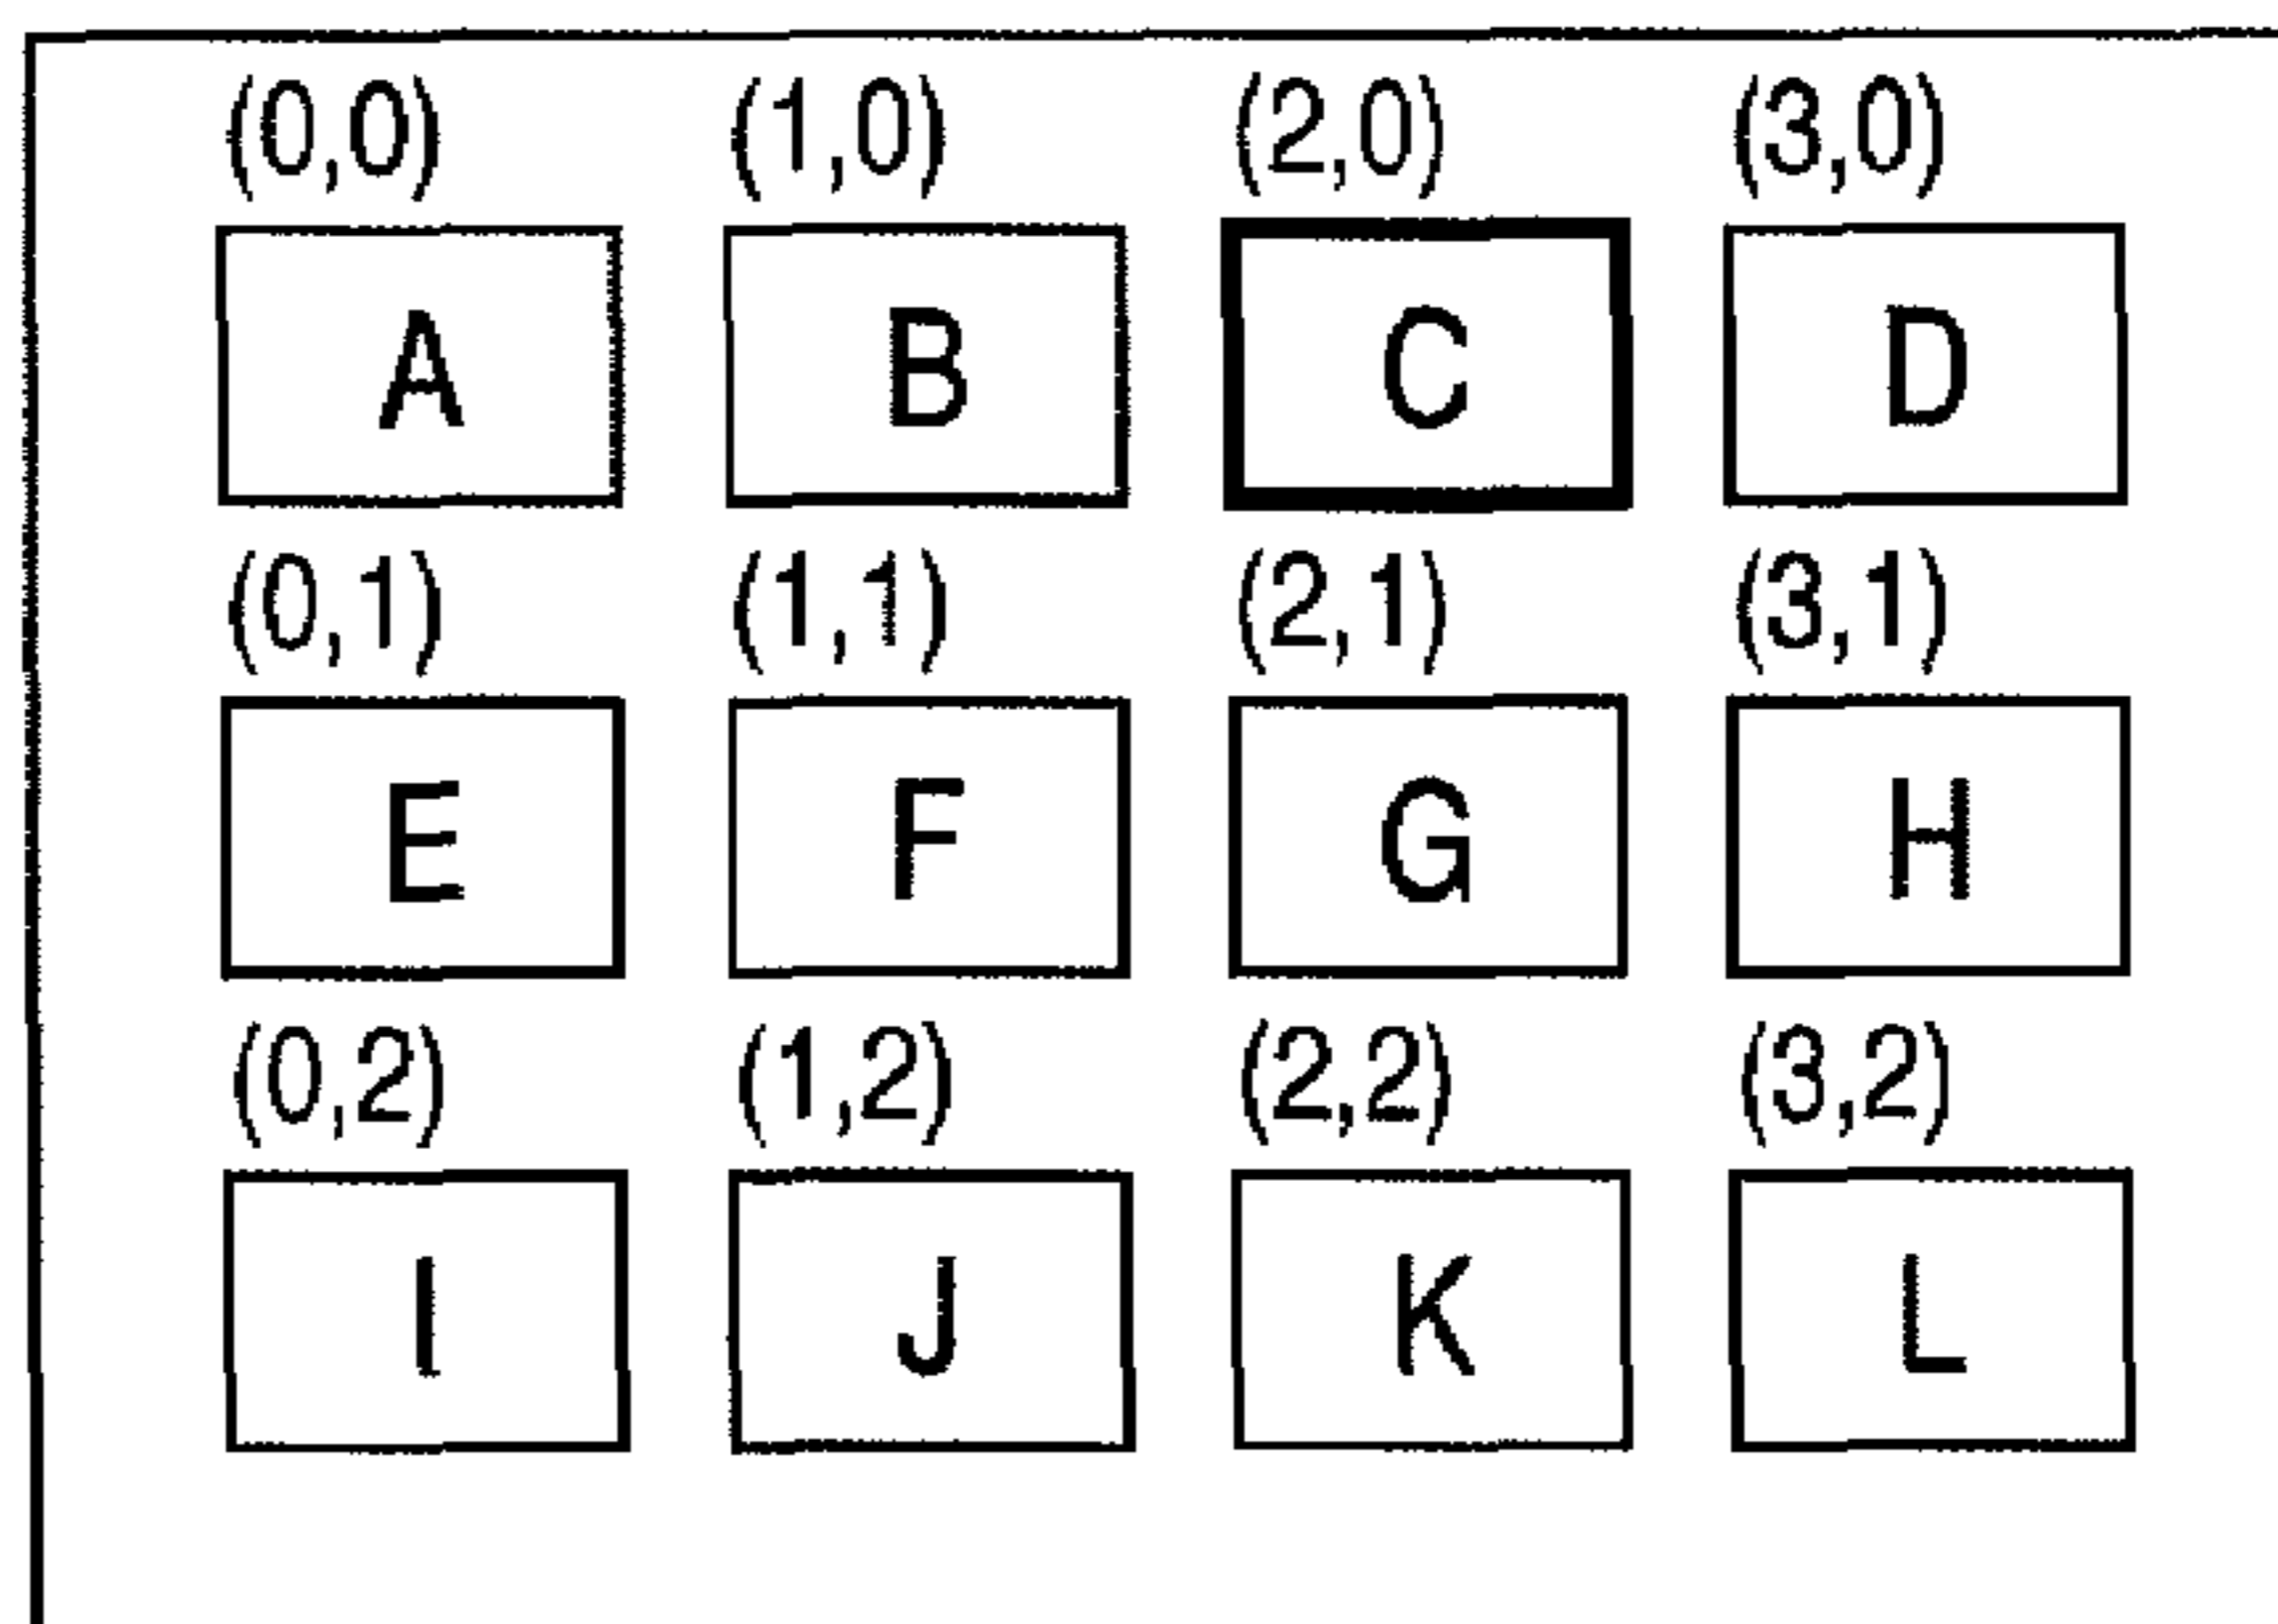 (0,0) (1,0) (2,0) (3,0)
A B C D
(0,1) (1,1) (2,1) (3,1)
E F G H
(0,2) (1,2) (2,2) (3,2)
I J K L